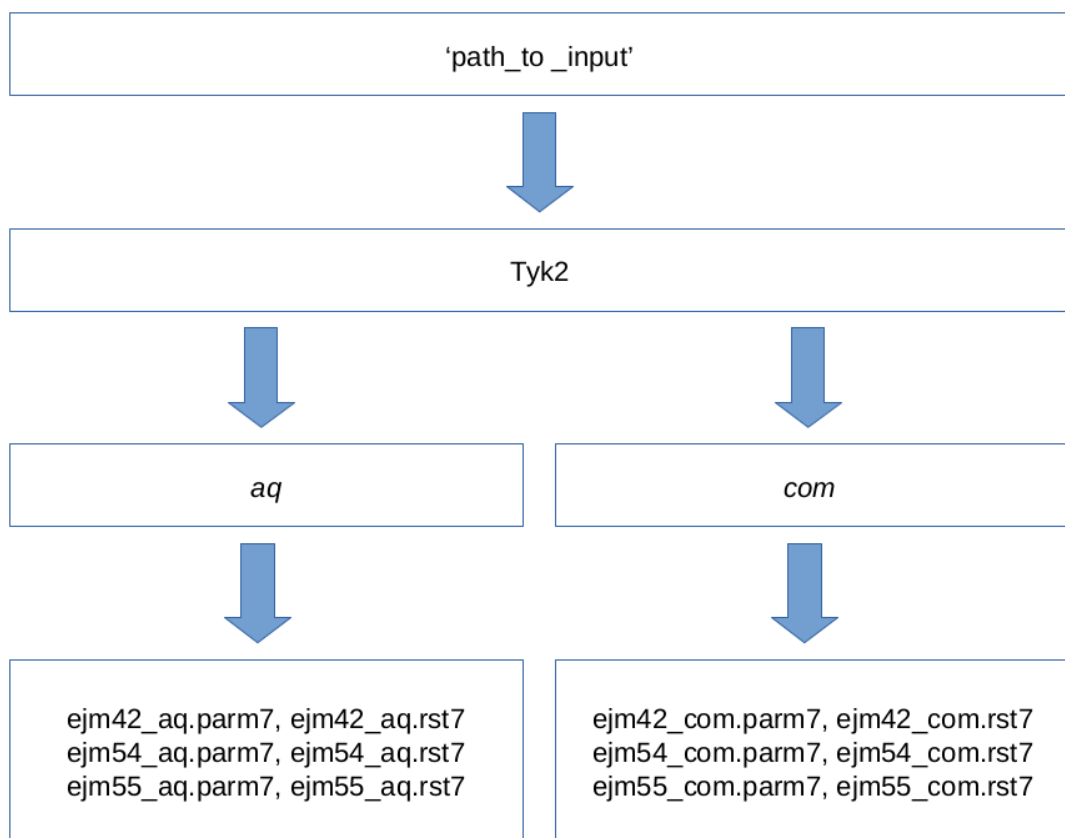 ‘path_to _input’
Tyk2
aq
com
ejm42_aq.parm7, ejm42_aq.rst7
ejm54_aq.parm7, ejm54_aq.rst7
ejm55_aq.parm7, ejm55_aq.rst7
ejm42_com.parm7, ejm42_com.rst7
ejm54_com.parm7, ejm54_com.rst7
ejm55_com.parm7, ejm55_com.rst7